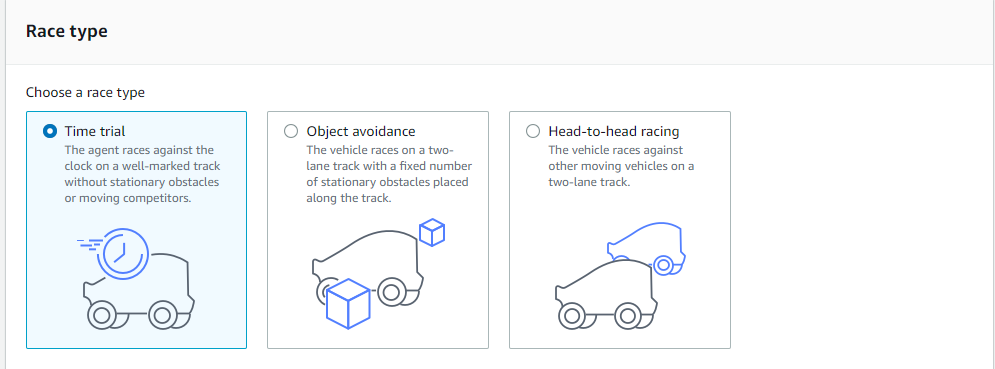 Race type
Choose a race type
Time trial
The agent races against the
clock on a well-marked track
without stationary obstacles
or moving competitors.
Object avoidance
The vehicle races on a two-
lane track with a fixed number
of stationary obstacles placed
along the track.
Head-to-head racing
The vehicle races against
other moving vehicles on a
two-lane track.